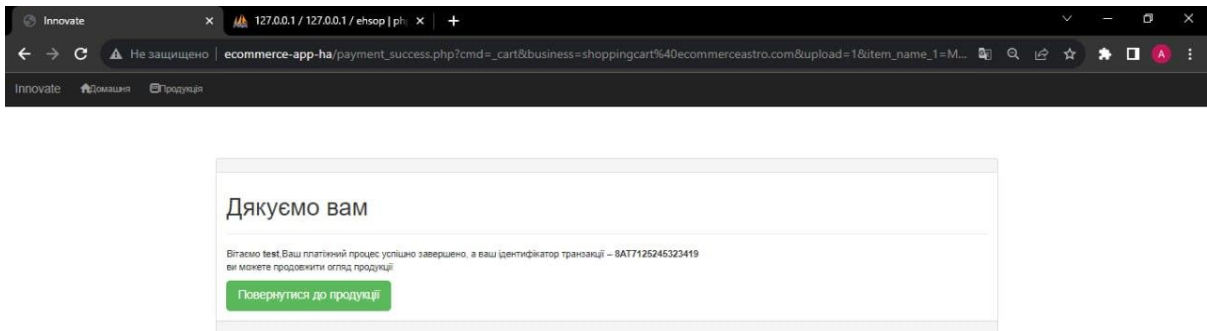 Innovate
127.0.0.1 / 127.0.0.1 / ehsop | ph
Не защищено
ecommerce-app-ha/payment_success.php?cmd=_cart&business=shoppingcart%40ecommerceastro.com&upload=1&item_name_1=M...
A
Innovate Домашня Продукція
Дякуємо вам
Вітаємо test,Ваш платіжний процес успішно завершено, а ваш ідентифікатор транзакції – 8AT7125245323419
ви можете продовжити огляд продукції
Повернутися до продукції